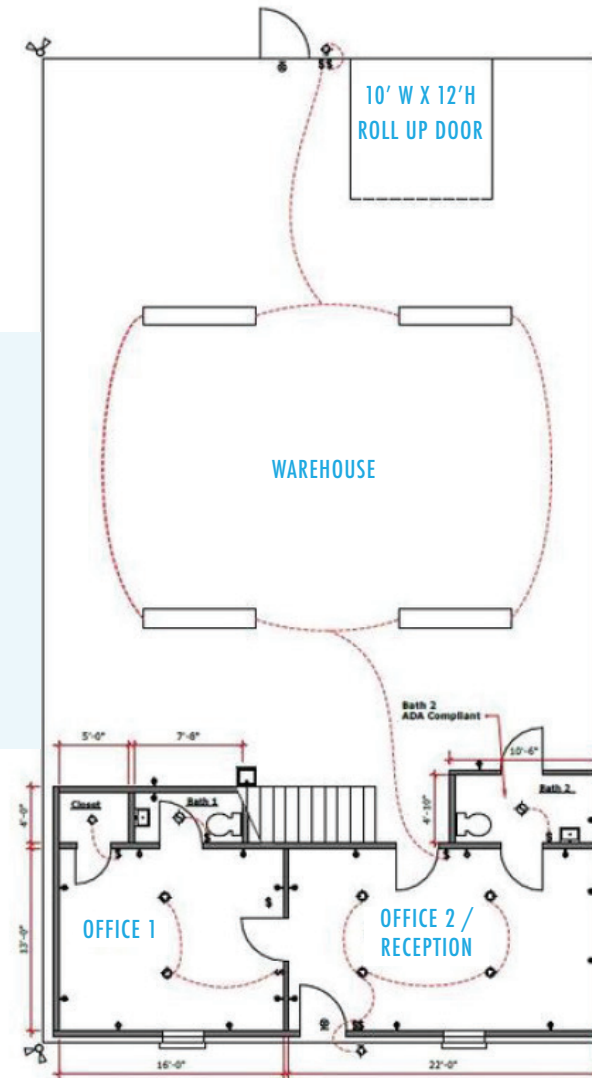 10' W X 12'H
ROLL UP DOOR
WAREHOUSE
Bath 2
ADA Compliant
5'-0"
7'-8"
10'-6"
4'-0"
Closet
Bath 1
4'-10"
Bath 2
13'-0"
OFFICE 1
OFFICE 2 /
RECEPTION
16'-0"
22'-0"